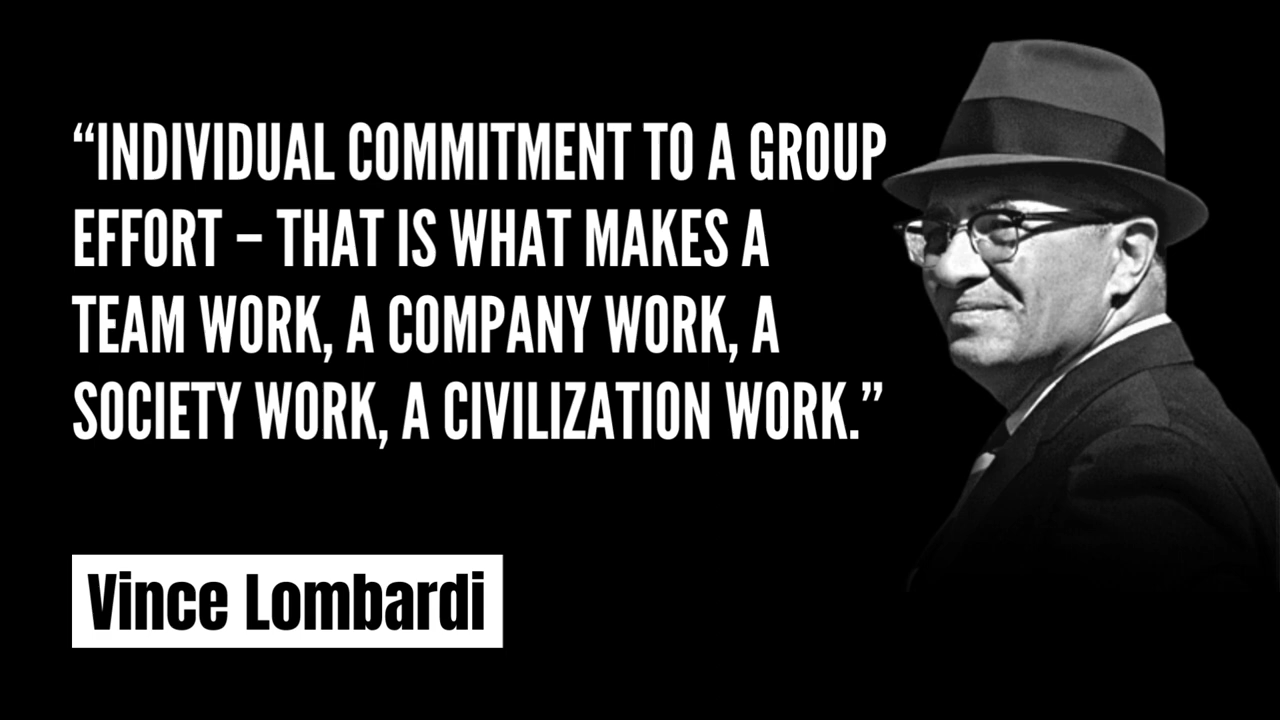 “INDIVIDUAL COMMITMENT TO A GROUP
EFFORT – THAT IS WHAT MAKES A
TEAM WORK, A COMPANY WORK, A
SOCIETY WORK, A CIVILIZATION WORK.”
Vince Lombardi